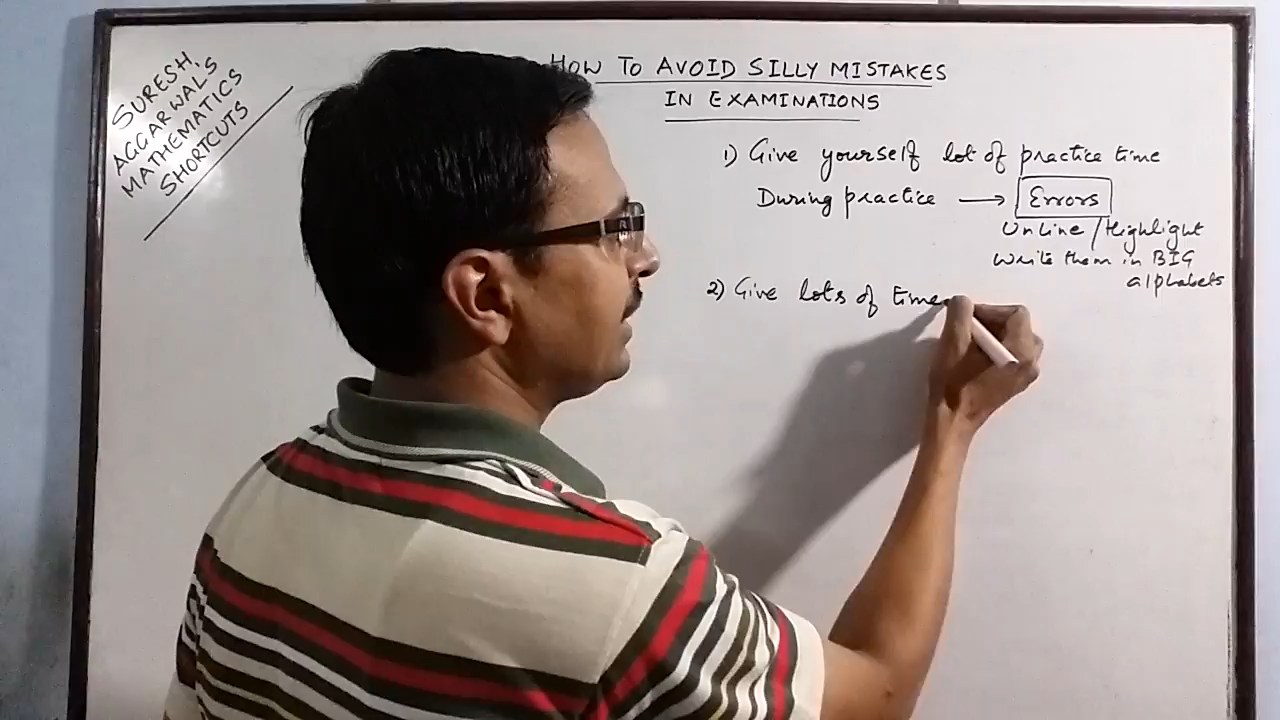 SURESH.
AGGARWAL'S
MATHEMATICS
SHORTCUTS
HOW TO AVOID SILLY MISTAKES
IN EXAMINATIONS
1) Give yourself lot of practice time
During practice → Errors
UnLine / Highlight
Write them in BIG
alphabets
2) Give lots of time